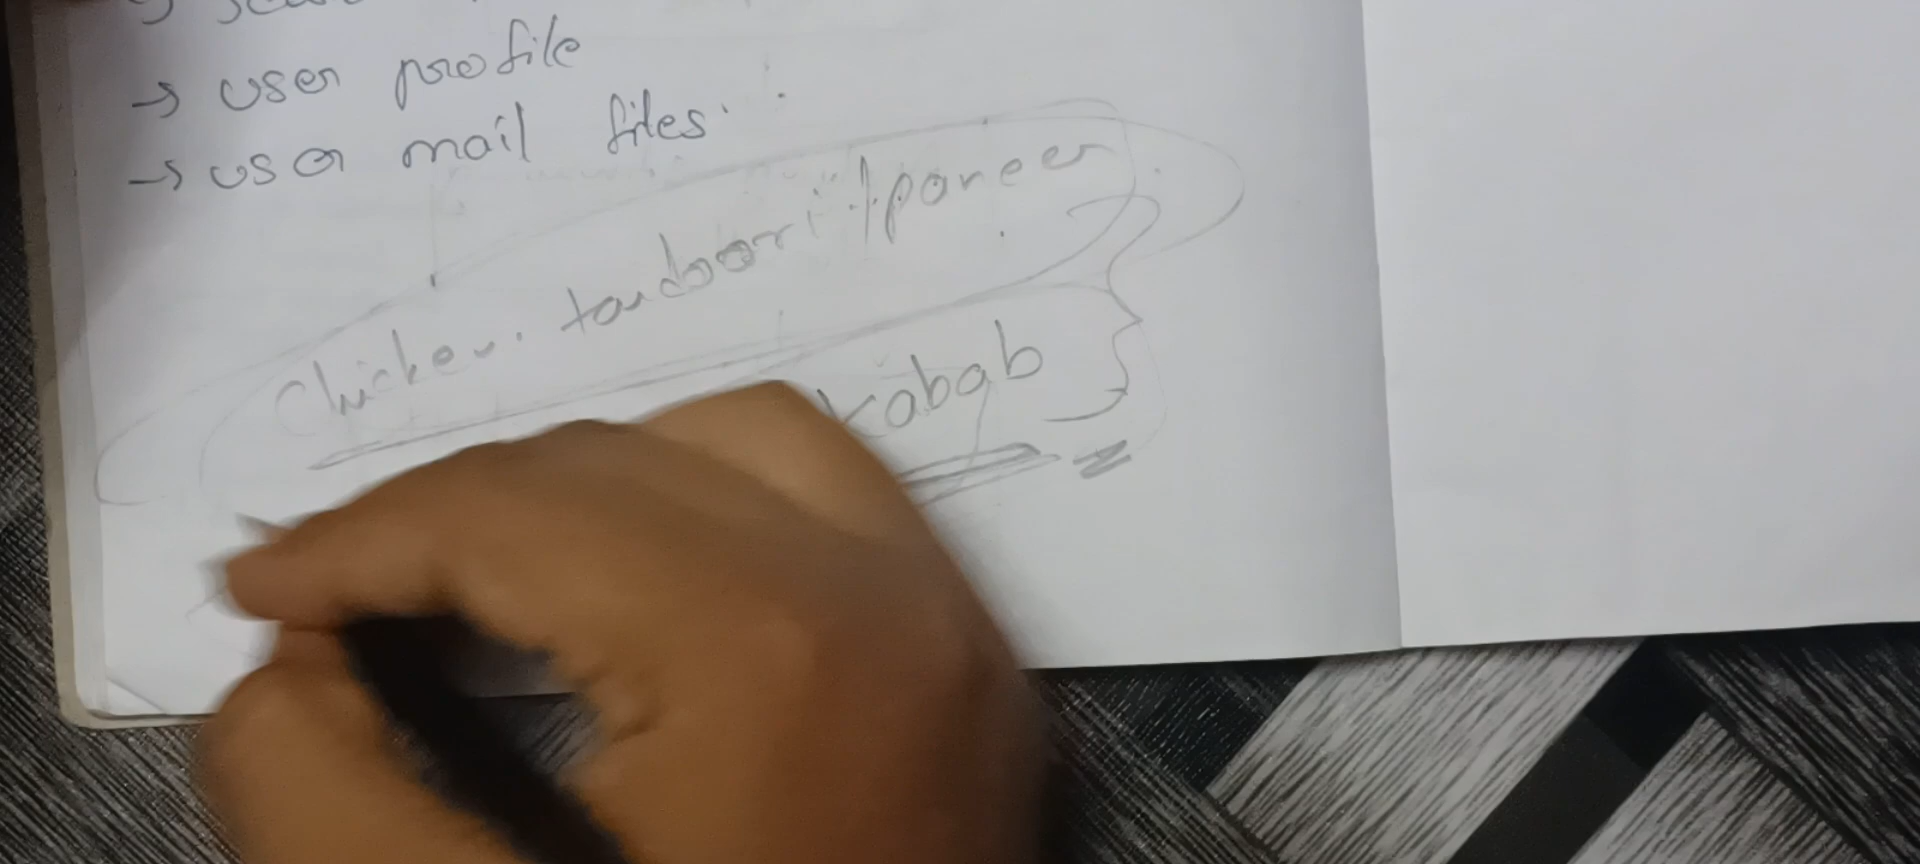 → user profile
→ user mail files.
Chicken tandoori / paneer
kabab